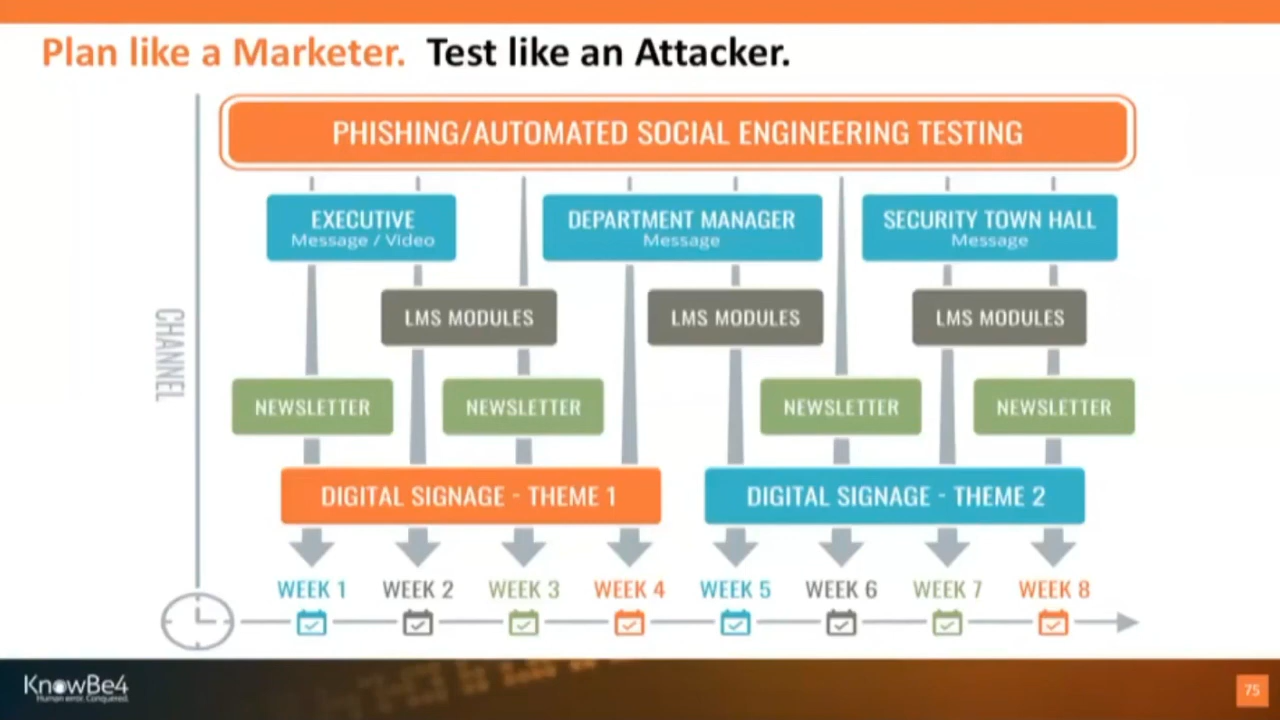 Plan like a Marketer. Test like an Attacker.
PHISHING/AUTOMATED SOCIAL ENGINEERING TESTING
EXECUTIVE
Message / Video
DEPARTMENT MANAGER
Message
SECURITY TOWN HALL
Message
LMS MODULES
LMS MODULES
LMS MODULES
CHANNEL
NEWSLETTER
NEWSLETTER
NEWSLETTER
NEWSLETTER
DIGITAL SIGNAGE - THEME 1
DIGITAL SIGNAGE - THEME 2
WEEK 1
WEEK 2
WEEK 3
WEEK 4
WEEK 5
WEEK 6
WEEK 7
WEEK 8
KnowBe4
Human error. Conquered.
75